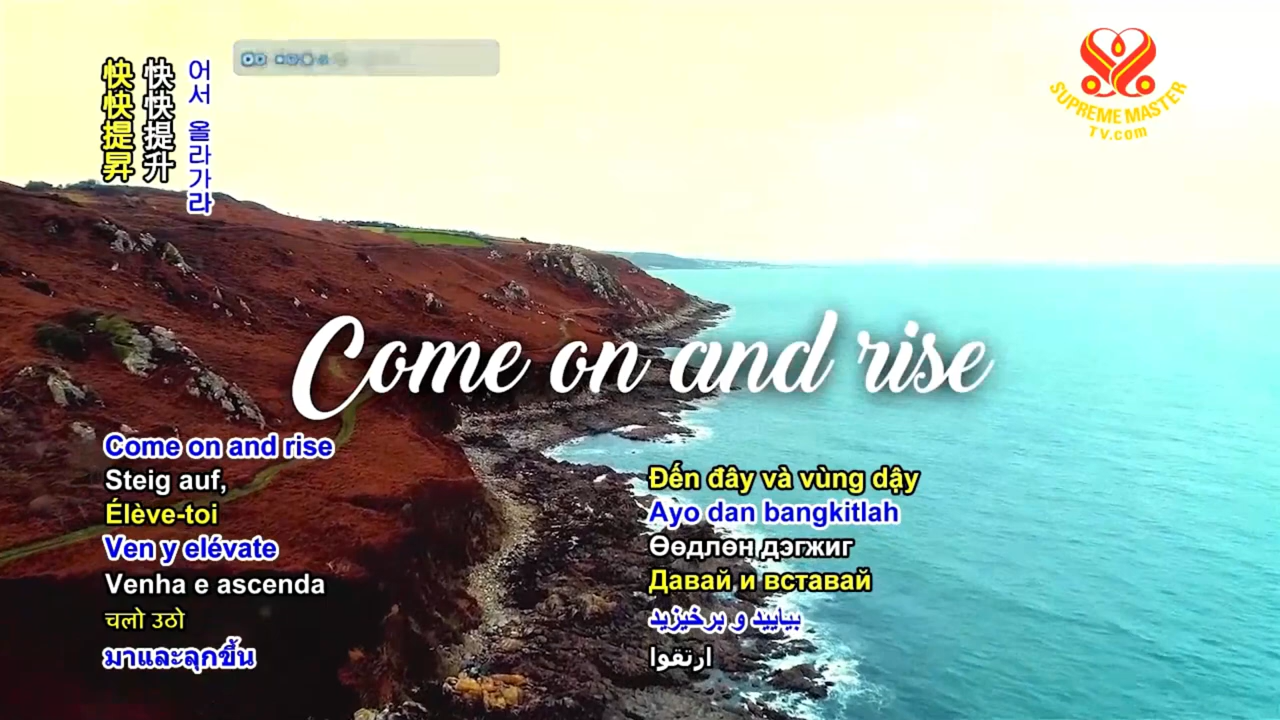 快快提昇
快快提升
어서 올라가라
SUPREME MASTER
TV.com
Come on and rise
Come on and rise
Steig auf,
Élève-toi
Ven y elévate
Venha e ascenda
चलो उठो
มาและลุกขึ้น
Đến đây và vùng dậy
Ayo dan bangkitlah
Өөдлөн дэгжиг
Давай и вставай
بیایید و برخیزید
ارتقوا